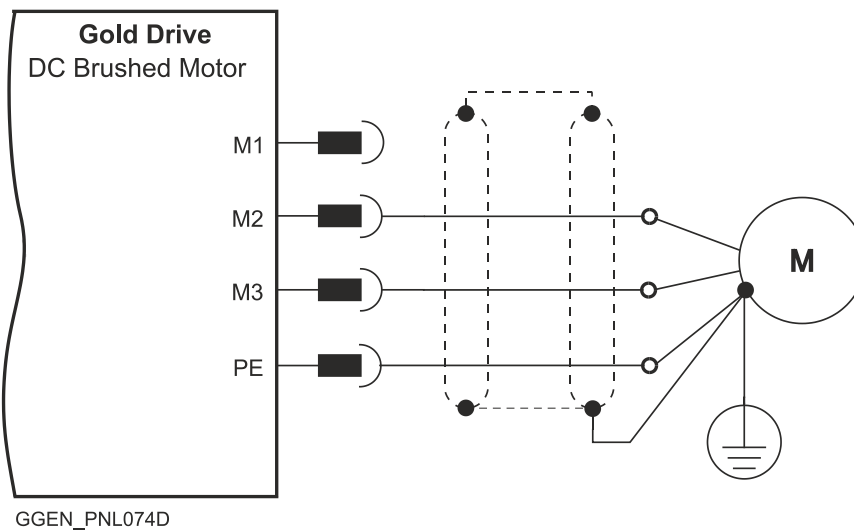 Gold Drive
DC Brushed Motor
M1
M2
M3
PE
M
GGEN_PNL074D